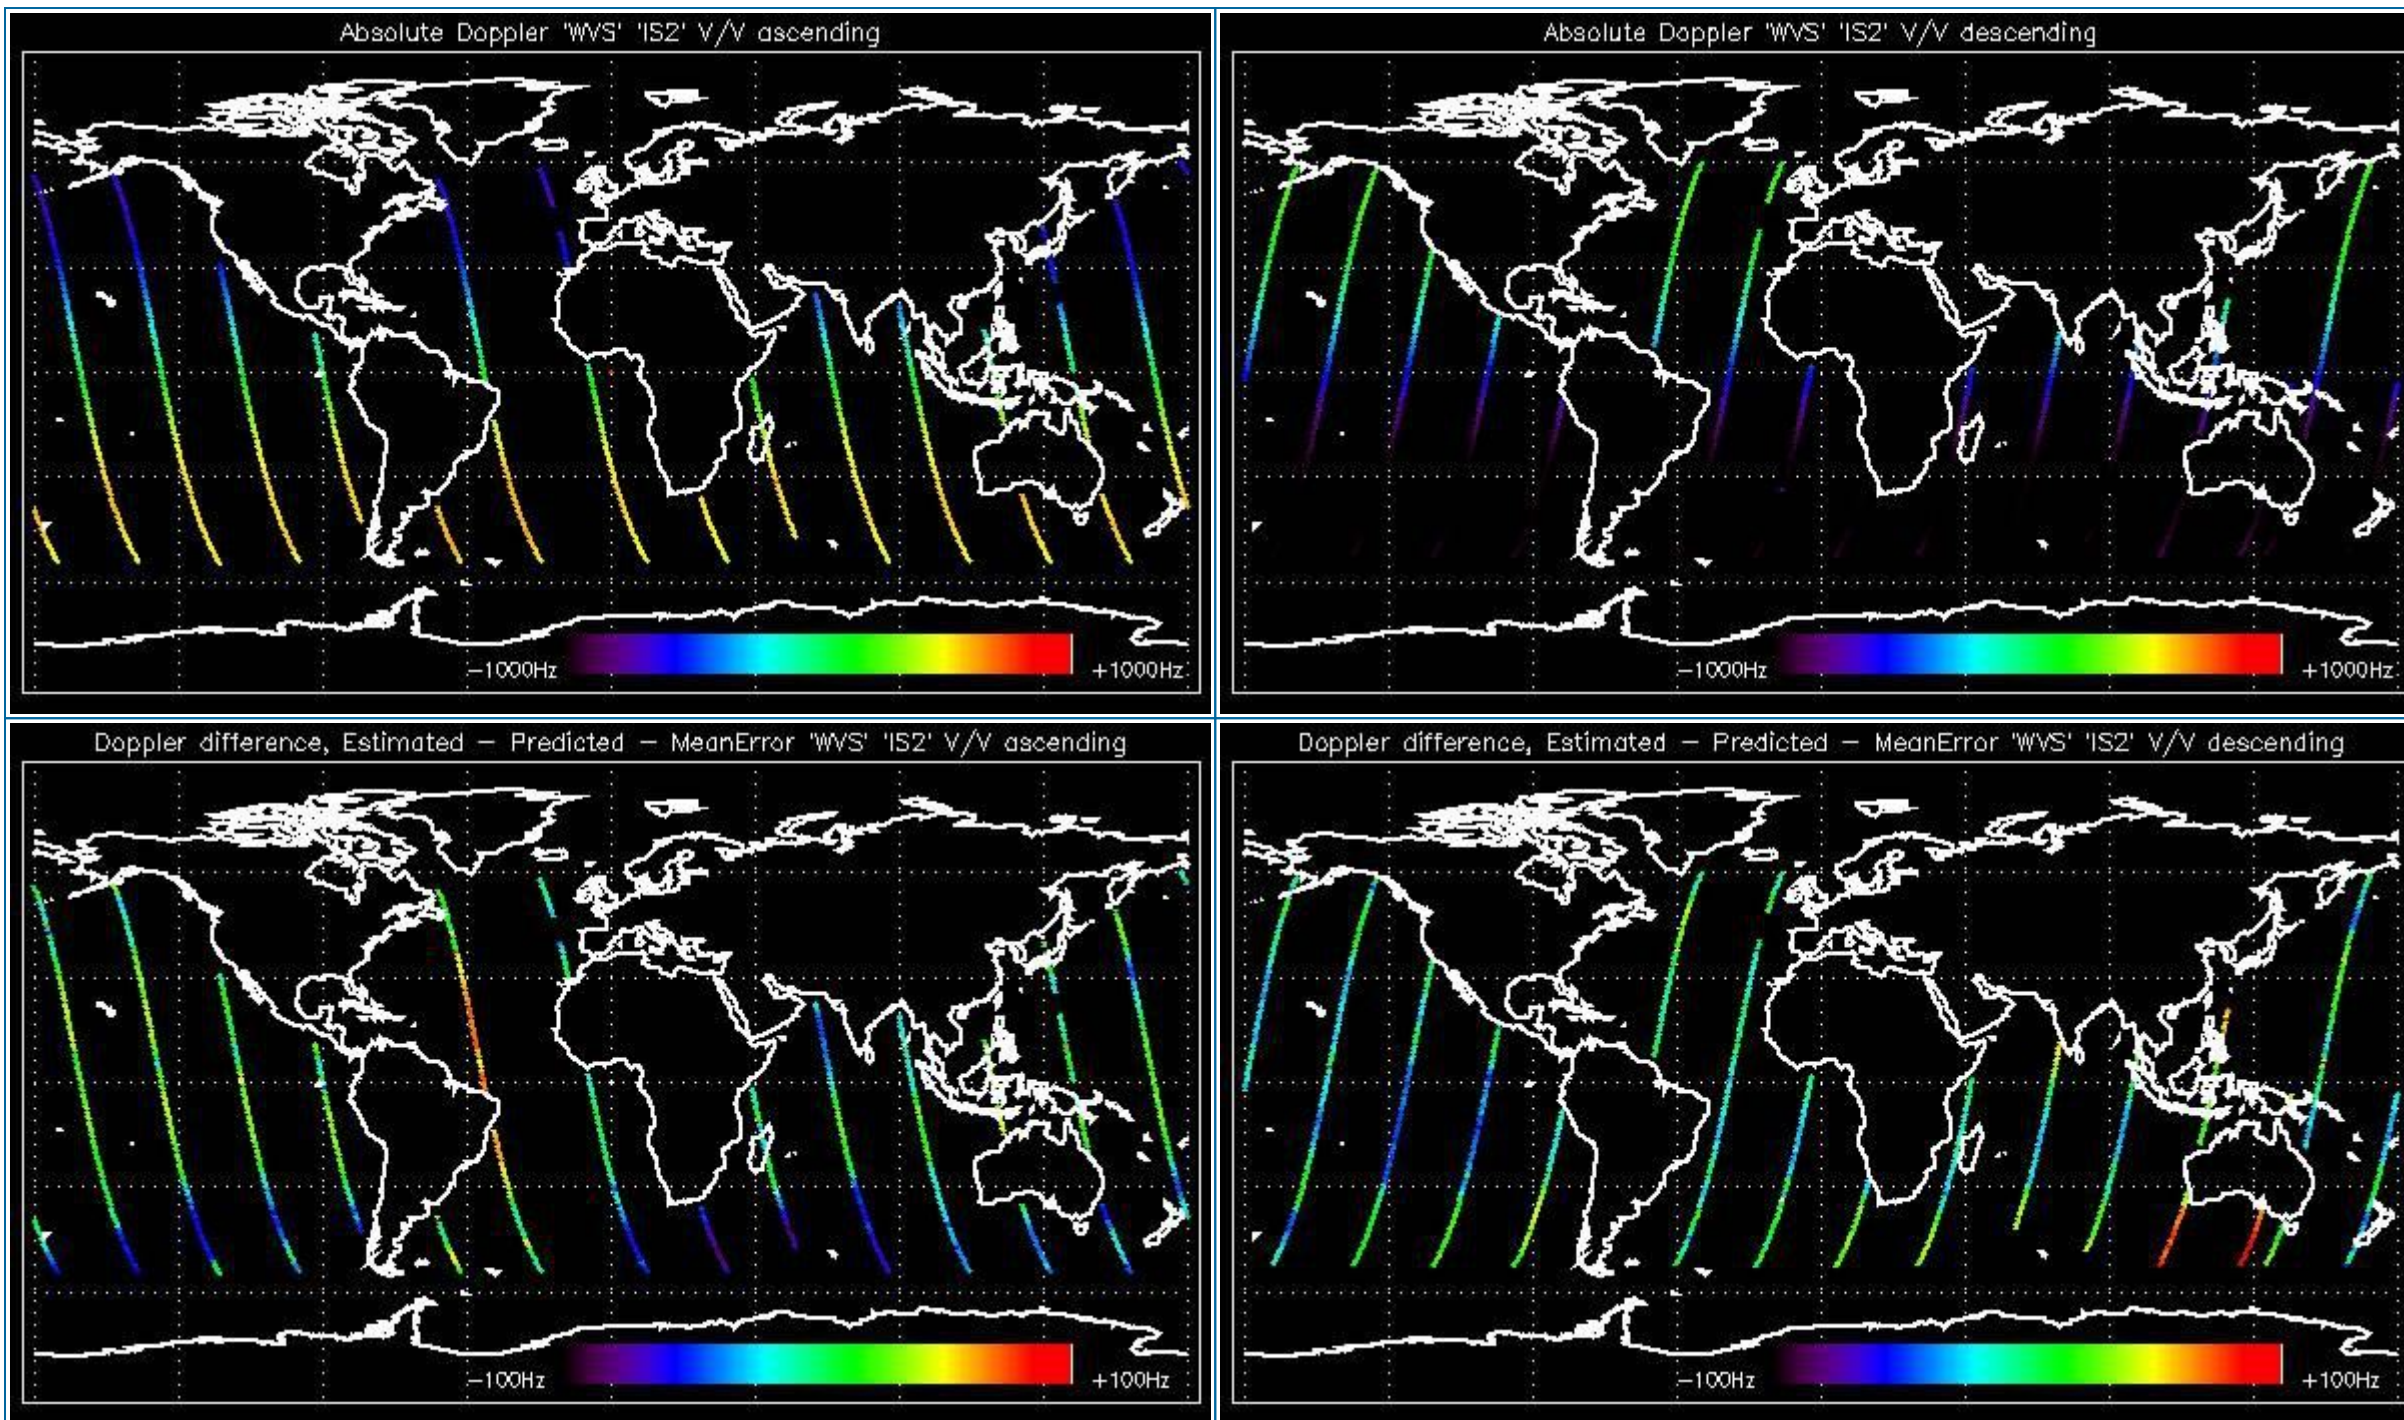 Absolute Doppler 'WVS' 'IS2' V/V ascending
-1000Hz
+1000Hz
Absolute Doppler 'WVS' 'IS2' V/V descending
-1000Hz
+1000Hz
Doppler difference, Estimated - Predicted - MeanError 'WVS' 'IS2' V/V ascending
-100Hz
+100Hz
Doppler difference, Estimated - Predicted - MeanError 'WVS' 'IS2' V/V descending
-100Hz
+100Hz